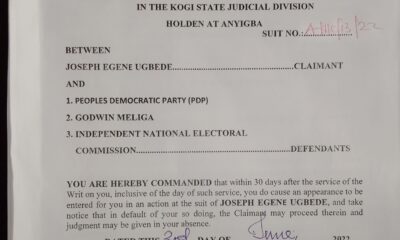 IN THE KOGI STATE JUDICIAL DIVISION
HOLDEN AT ANYIGBA
SUIT NO.:
BETWEEN
JOSEPH EGENE UGBEDE...................................................CLAIMANT
AND
1. PEOPLES DEMOCRATIC PARTY (PDP)
2. GODWIN MELIGA
3. INDEPENDENT NATIONAL ELECTORAL
COMMISSION.....................................................DEFENDANTS
YOU ARE HEREBY COMMANDED that within 30 days after the service of the
Writ on you, inclusive of the day of such service, you do cause an appearance to be
entered for you in an action at the suit of JOSEPH EGENE UGBEDE, and take
notice that in default of your so doing, the Claimant may proceed therein and
judgment may be given in your absence.
DATED THIS DAY OF June, 2022